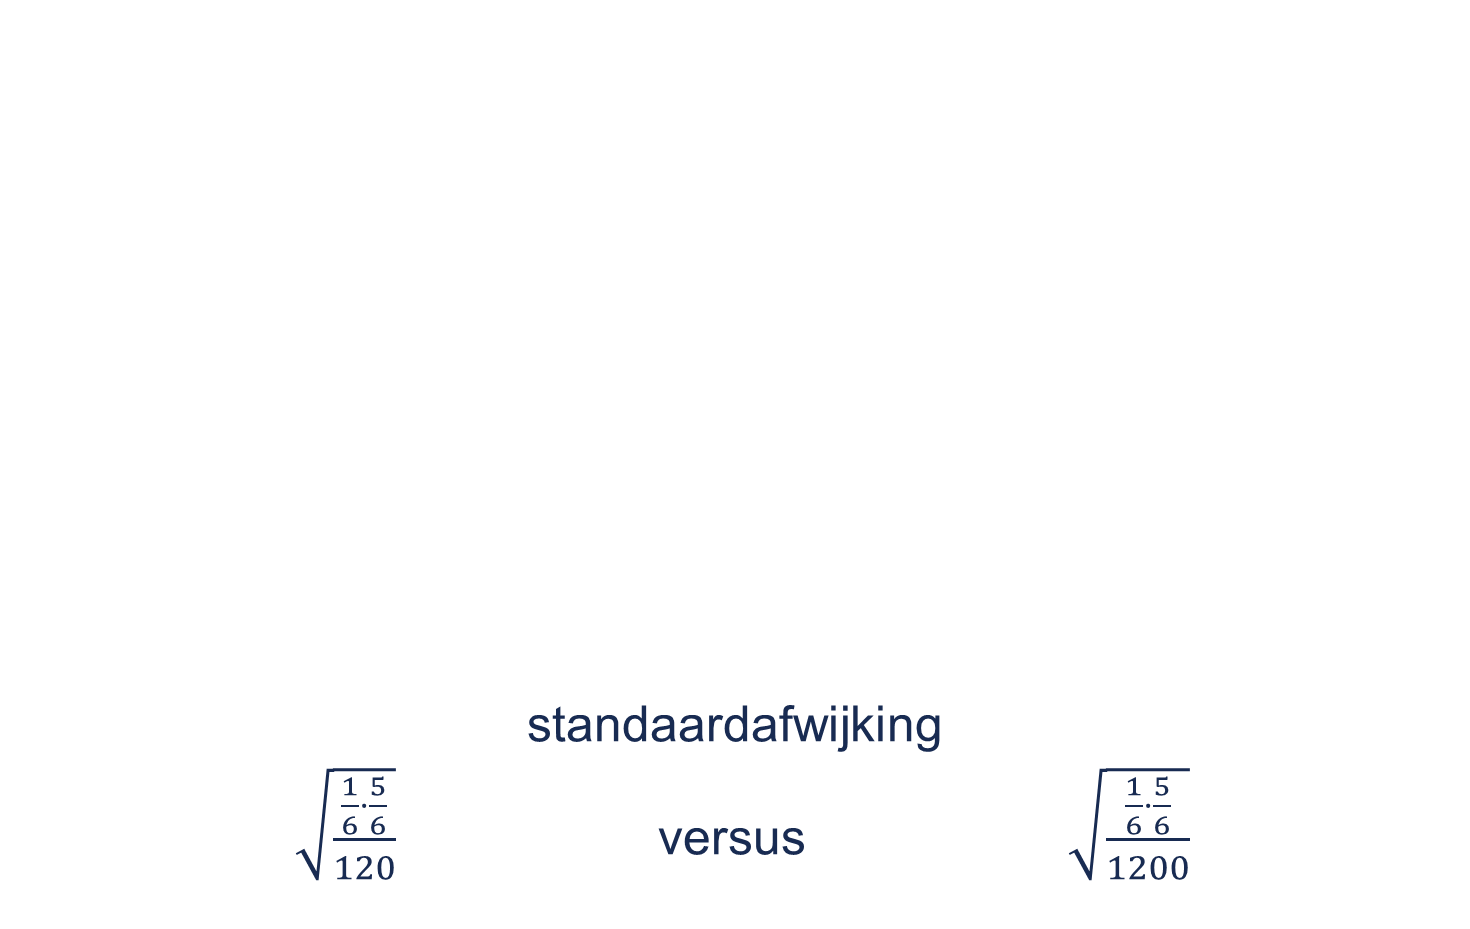 standaardafwijking
√((1/6 · 5/6)/120) versus √((1/6 · 5/6)/1200)